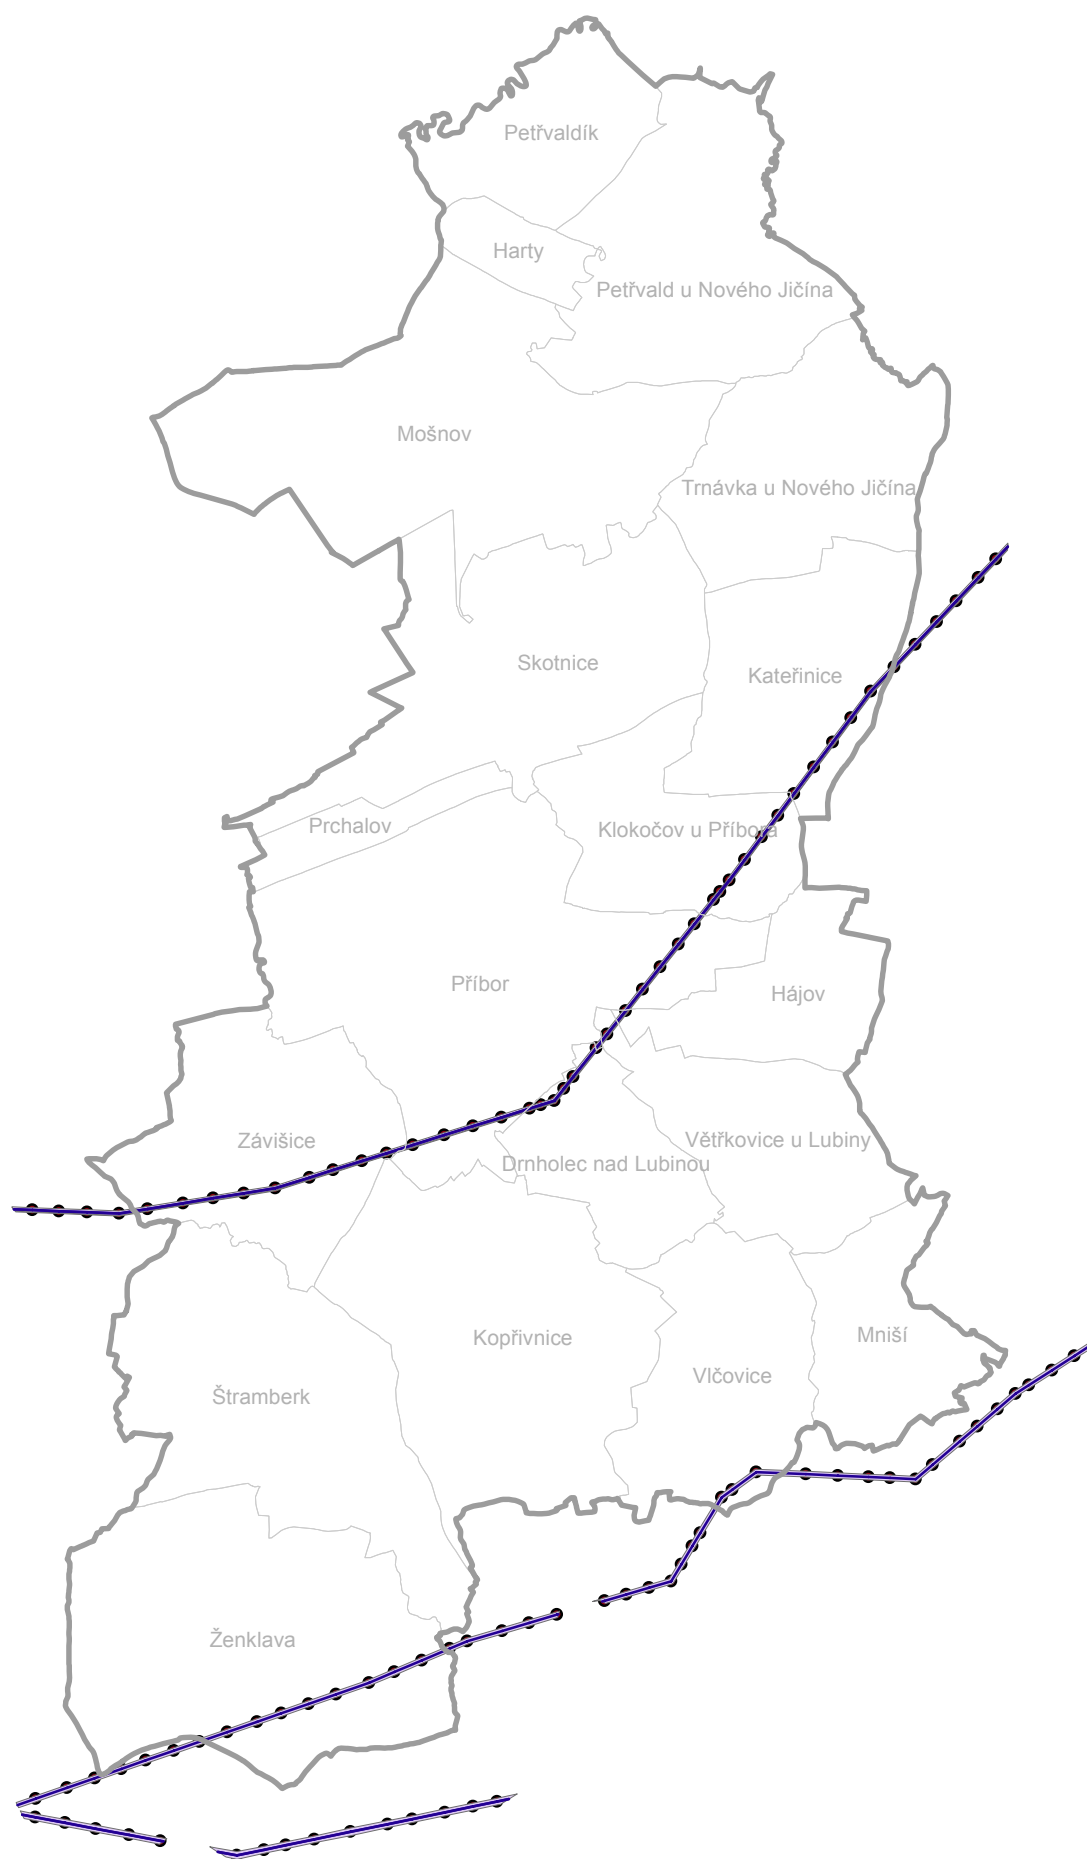 Petřvaldík
Harty
Petřvald u Nového Jičína
Mošnov
Trnávka u Nového Jičína
Skotnice
Kateřinice
Prchalov
Klokočov u Příbora
Příbor
Hájov
Závišice
Větřkovice u Lubiny
Drnholec nad Lubinou
Kopřivnice
Mniší
Vlčovice
Štramberk
Ženklava